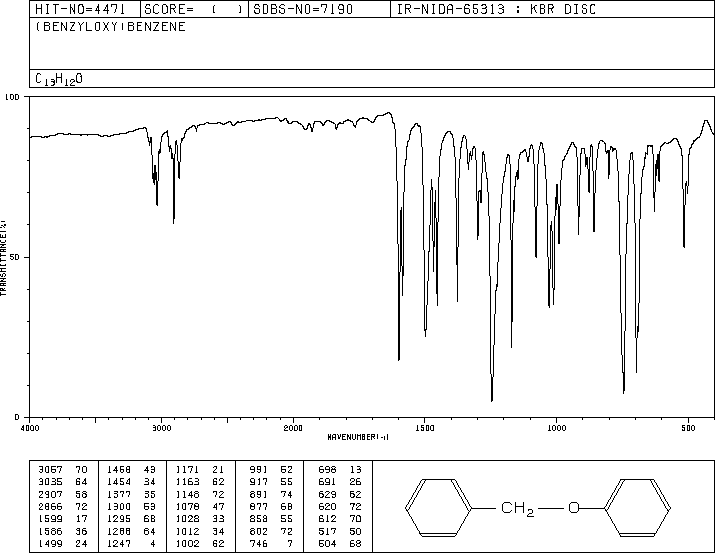 HIT-NO=4471 SCORE= ( ) SDBS-NO=7190 IR-NIDA-65313 : KBR DISC
(BENZYLOXY)BENZENE
C13H12O
100
50
0
TRANSMITTANCE(%)
4000 3000 2000 1500 1000 500
WAVENUMBER(-1)
3067 70 1468 43 1171 21 991 52 698 13
3035 64 1454 34 1163 62 917 55 691 26
2907 58 1377 35 1148 72 891 74 629 62
2866 72 1300 53 1078 47 877 68 620 72
1599 17 1295 68 1028 33 858 55 612 70
1586 36 1288 64 1012 34 802 72 517 50
1499 24 1247 4 1002 62 746 7 504 68
CH2 O